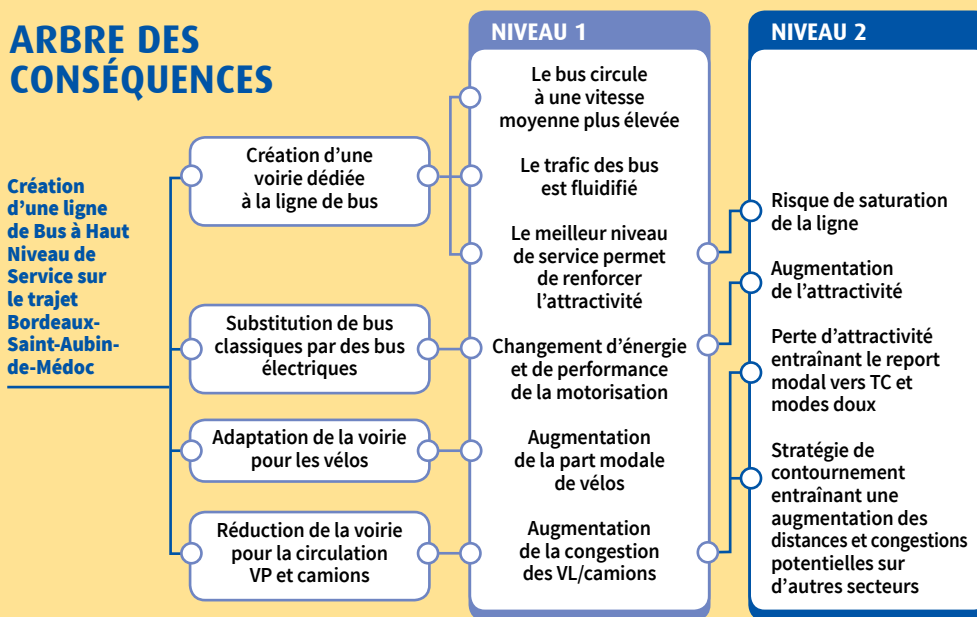 ARBRE DES
CONSÉQUENCES
Création
d'une ligne
de Bus à Haut
Niveau de
Service sur
le trajet
Bordeaux-
Saint-Aubin-
de-Médoc
Création d'une
voirie dédiée
à la ligne de bus
Substitution de bus
classiques par des bus
électriques
Adaptation de la voirie
pour les vélos
Réduction de la voirie
pour la circulation
VP et camions
NIVEAU 1
Le bus circule
à une vitesse
moyenne plus élevée
Le trafic des bus
est fluidifié
Le meilleur niveau
de service permet
de renforcer
l'attractivité
Changement d'énergie
et de performance
de la motorisation
Augmentation
de la part modale
de vélos
Augmentation
de la congestion
des VL/camions
NIVEAU 2
Risque de saturation
de la ligne
Augmentation
de l'attractivité
Perte d'attractivité
entraînant le report
modal vers TC et
modes doux
Stratégie de
contournement
entraînant une
augmentation des
distances et congestions
potentielles sur
d'autres secteurs